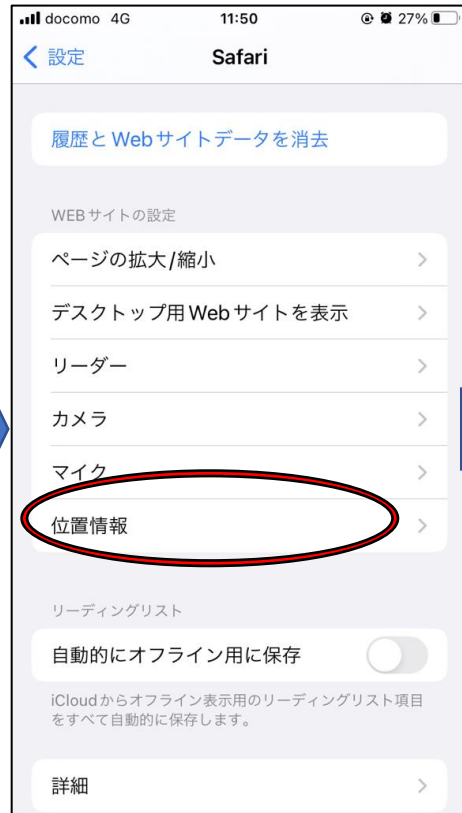 docomo 4G 11:50 27%
設定 Safari
履歴とWebサイトデータを消去
WEBサイトの設定
ページの拡大/縮小
デスクトップ用Webサイトを表示
リーダー
カメラ
マイク
位置情報
リーディングリスト
自動的にオフライン用に保存
iCloudからオフライン表示用のリーディングリスト項目
をすべて自動的に保存します。
詳細